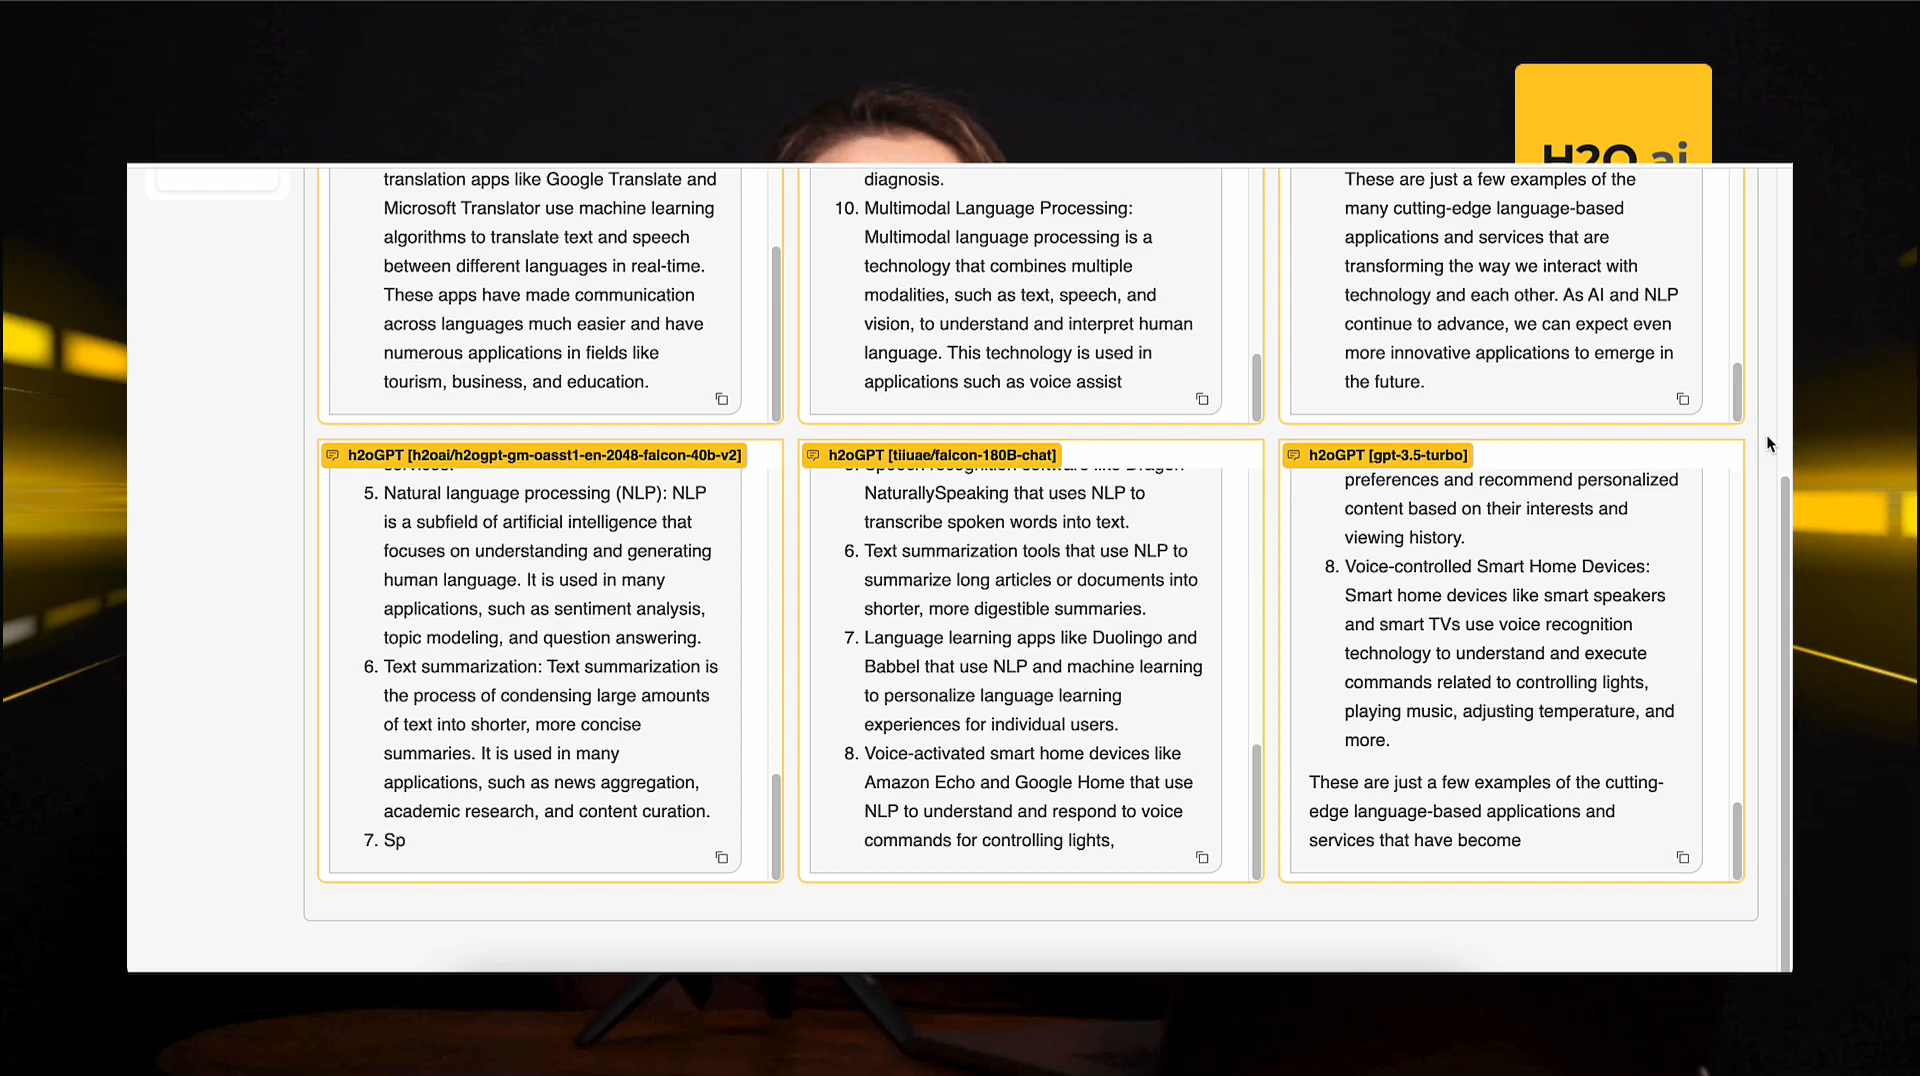 H2O.ai
translation apps like Google Translate and
Microsoft Translator use machine learning
algorithms to translate text and speech
between different languages in real-time.
These apps have made communication
across languages much easier and have
numerous applications in fields like
tourism, business, and education.
diagnosis.
10. Multimodal Language Processing:
Multimodal language processing is a
technology that combines multiple
modalities, such as text, speech, and
vision, to understand and interpret human
language. This technology is used in
applications such as voice assist
These are just a few examples of the
many cutting-edge language-based
applications and services that are
transforming the way we interact with
technology and each other. As AI and NLP
continue to advance, we can expect even
more innovative applications to emerge in
the future.
h2oGPT [h2oai/h2ogpt-gm-oasst1-en-2048-falcon-40b-v2]
services.
5. Natural language processing (NLP): NLP
is a subfield of artificial intelligence that
focuses on understanding and generating
human language. It is used in many
applications, such as sentiment analysis,
topic modeling, and question answering.
6. Text summarization: Text summarization is
the process of condensing large amounts
of text into shorter, more concise
summaries. It is used in many
applications, such as news aggregation,
academic research, and content curation.
7. Sp
h2oGPT [tiiuae/falcon-180B-chat]
Speech recognition software like Dragon
NaturallySpeaking that uses NLP to
transcribe spoken words into text.
6. Text summarization tools that use NLP to
summarize long articles or documents into
shorter, more digestible summaries.
7. Language learning apps like Duolingo and
Babbel that use NLP and machine learning
to personalize language learning
experiences for individual users.
8. Voice-activated smart home devices like
Amazon Echo and Google Home that use
NLP to understand and respond to voice
commands for controlling lights,
h2oGPT [gpt-3.5-turbo]
preferences and recommend personalized
content based on their interests and
viewing history.
8. Voice-controlled Smart Home Devices:
Smart home devices like smart speakers
and smart TVs use voice recognition
technology to understand and execute
commands related to controlling lights,
playing music, adjusting temperature, and
more.
These are just a few examples of the cutting-
edge language-based applications and
services that have become